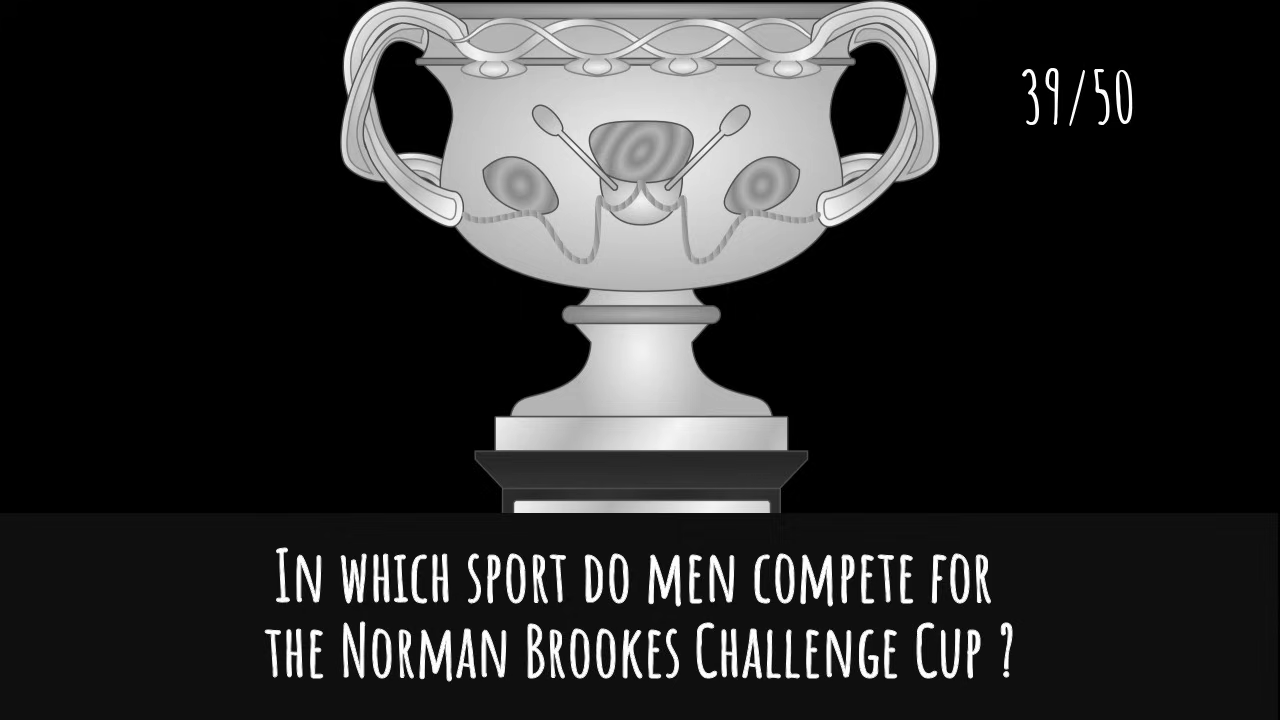 39/50
In which sport do men compete for
the Norman Brookes Challenge Cup ?